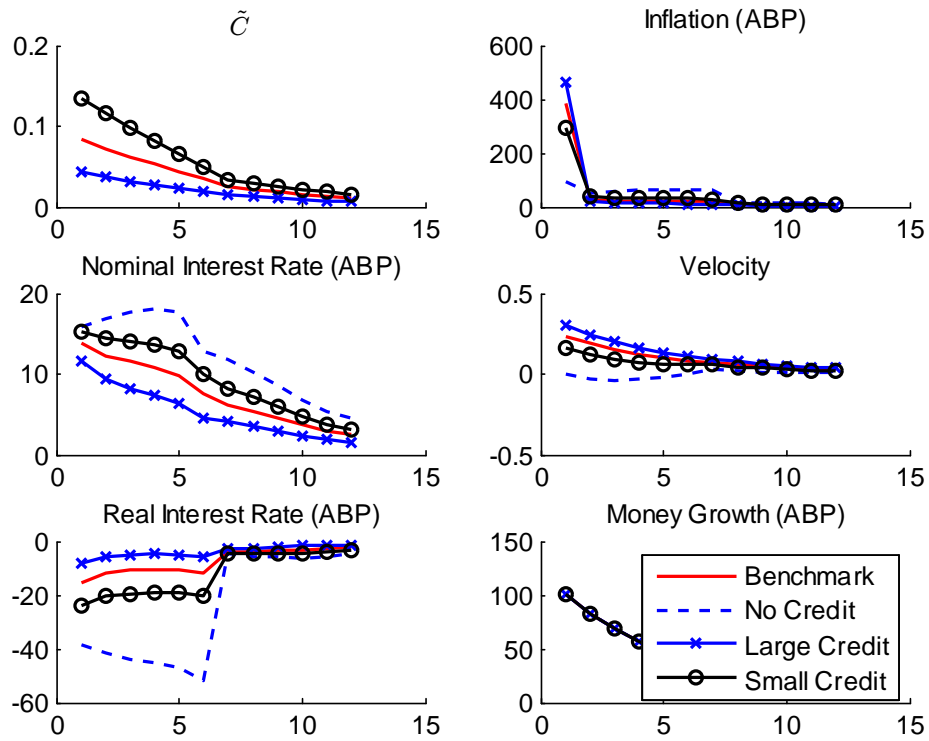 C̃
0.2
0.1
0
0 5 10 15
Inflation (ABP)
600
400
200
0
0 5 10 15
Nominal Interest Rate (ABP)
20
10
0
0 5 10 15
Velocity
0.5
0
-0.5
0 5 10 15
Real Interest Rate (ABP)
0
-20
-40
-60
0 5 10 15
Money Growth (ABP)
150
100
50
0
0 5 10 15
Benchmark
No Credit
Large Credit
Small Credit